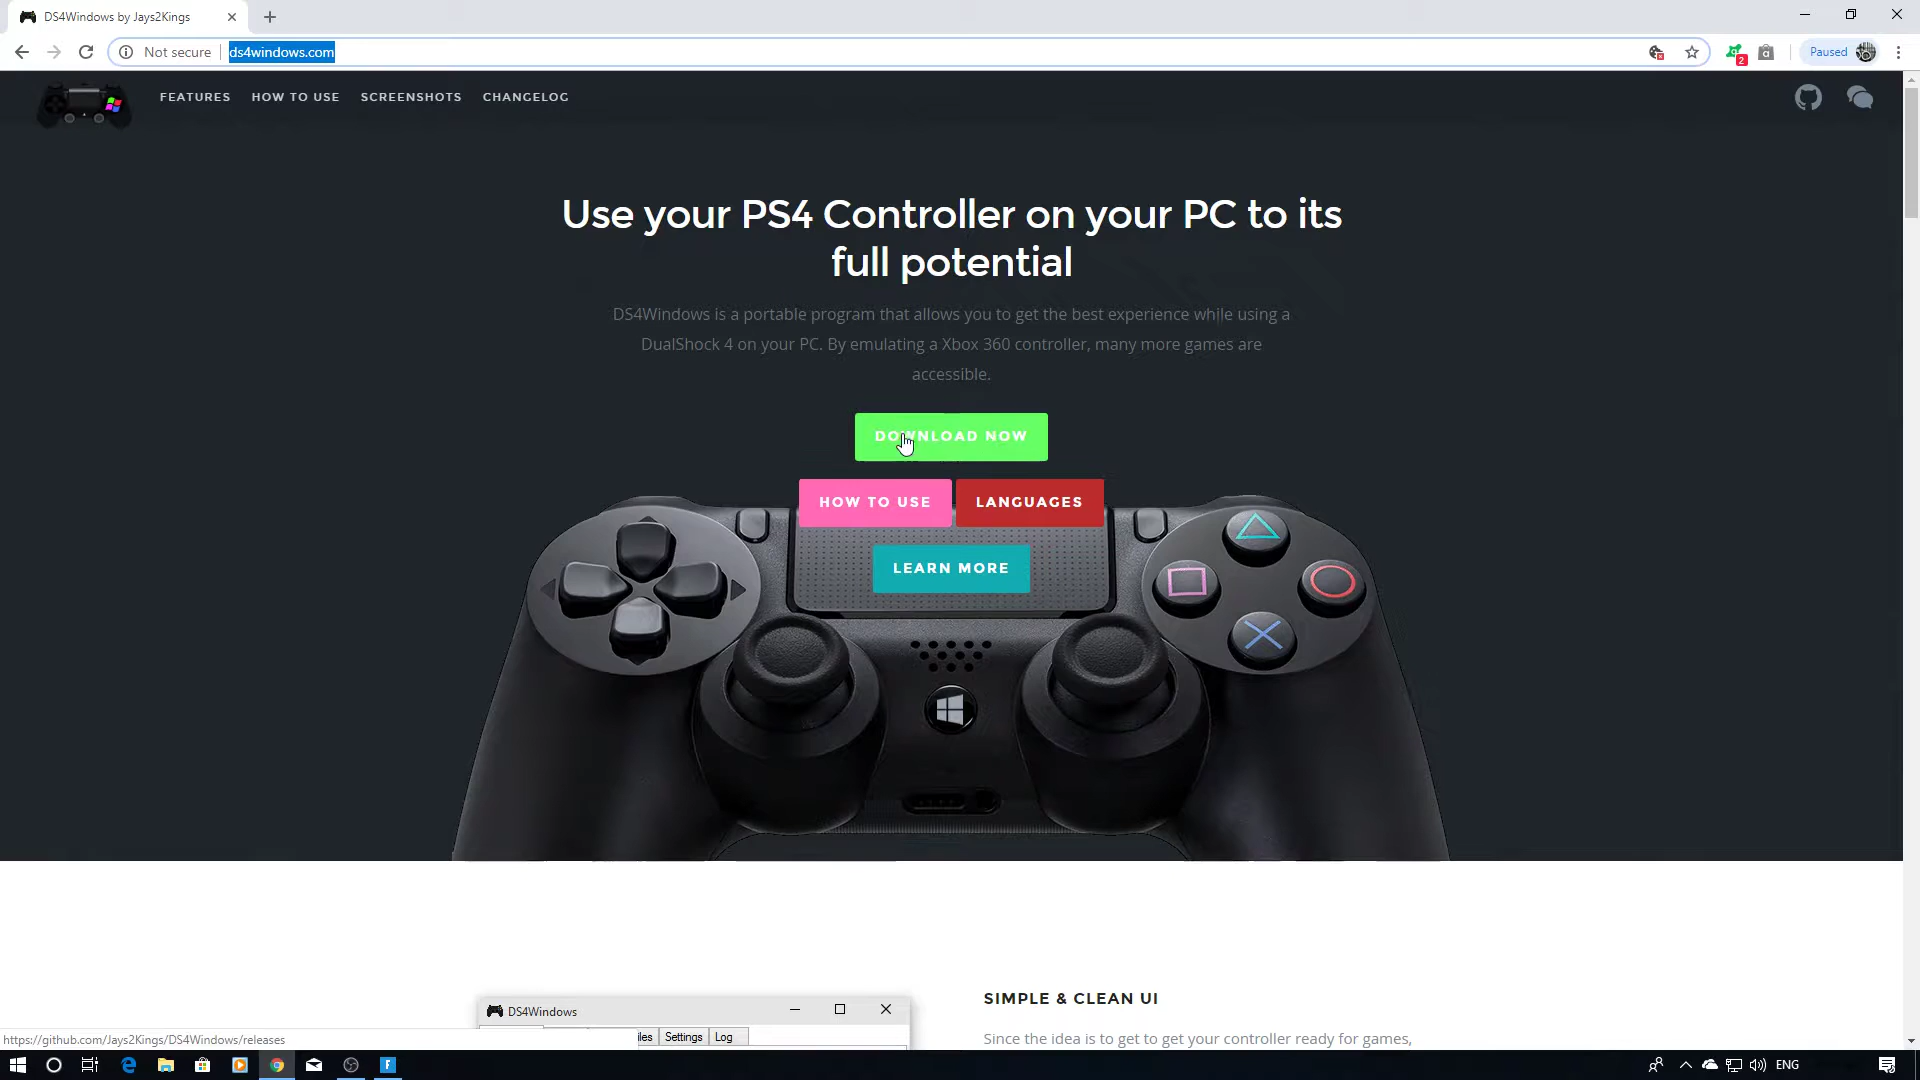 DS4Windows by Jays2Kings
Not secure
ds4windows.com
2
a
Paused
FEATURES
HOW TO USE
SCREENSHOTS
CHANGELOG
Use your PS4 Controller on your PC to its
full potential
DS4Windows is a portable program that allows you to get the best experience while using a
DualShock 4 on your PC. By emulating a Xbox 360 controller, many more games are
accessible.
DOWNLOAD NOW
HOW TO USE
LANGUAGES
LEARN MORE
SIMPLE & CLEAN UI
DS4Windows
Since the idea is to get to get your controller ready for games,
iles
Settings
Log
https://github.com/Jays2Kings/DS4Windows/releases
ENG